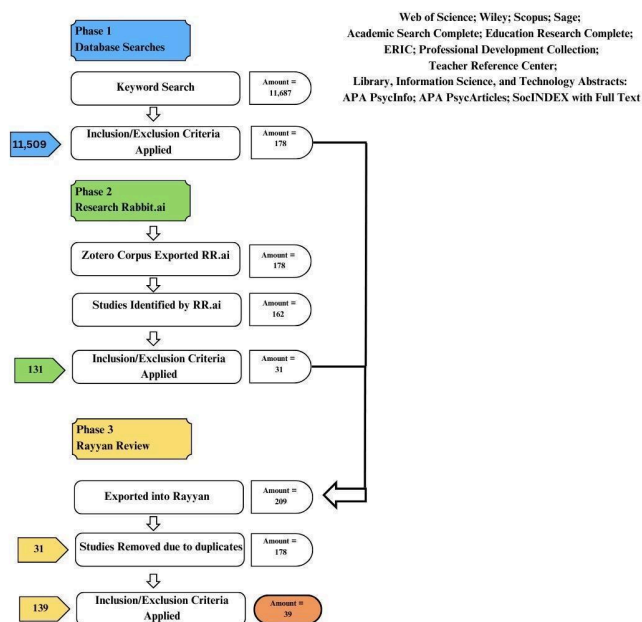 Web of Science; Wiley; Scopus; Sage;
Academic Search Complete; Education Research Complete;
ERIC; Professional Development Collection;
Teacher Reference Center;
Library, Information Science, and Technology Abstracts:
APA PsycInfo; APA PsycArticles; SocINDEX with Full Text
Phase 1
Database Searches
Keyword Search
Amount =
11,687
11,509
Inclusion/Exclusion Criteria
Applied
Amount =
178
Phase 2
Research Rabbit.ai
Zotero Corpus Exported RR.ai
Amount =
178
Studies Identified by RR.ai
Amount =
162
131
Inclusion/Exclusion Criteria
Applied
Amount =
31
Phase 3
Rayyan Review
Exported into Rayyan
Amount =
209
31
Studies Removed due to duplicates
Amount =
178
139
Inclusion/Exclusion Criteria
Applied
Amount =
39